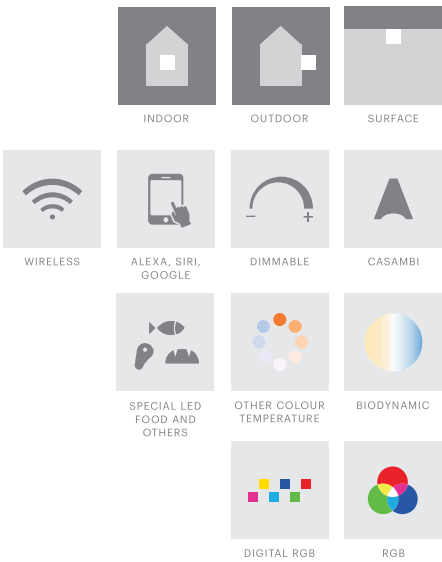 INDOOR
OUTDOOR
SURFACE
WIRELESS
ALEXA, SIRI,
GOOGLE
DIMMABLE
CASAMBI
SPECIAL LED
FOOD AND
OTHERS
OTHER COLOUR
TEMPERATURE
BIODYNAMIC
DIGITAL RGB
RGB